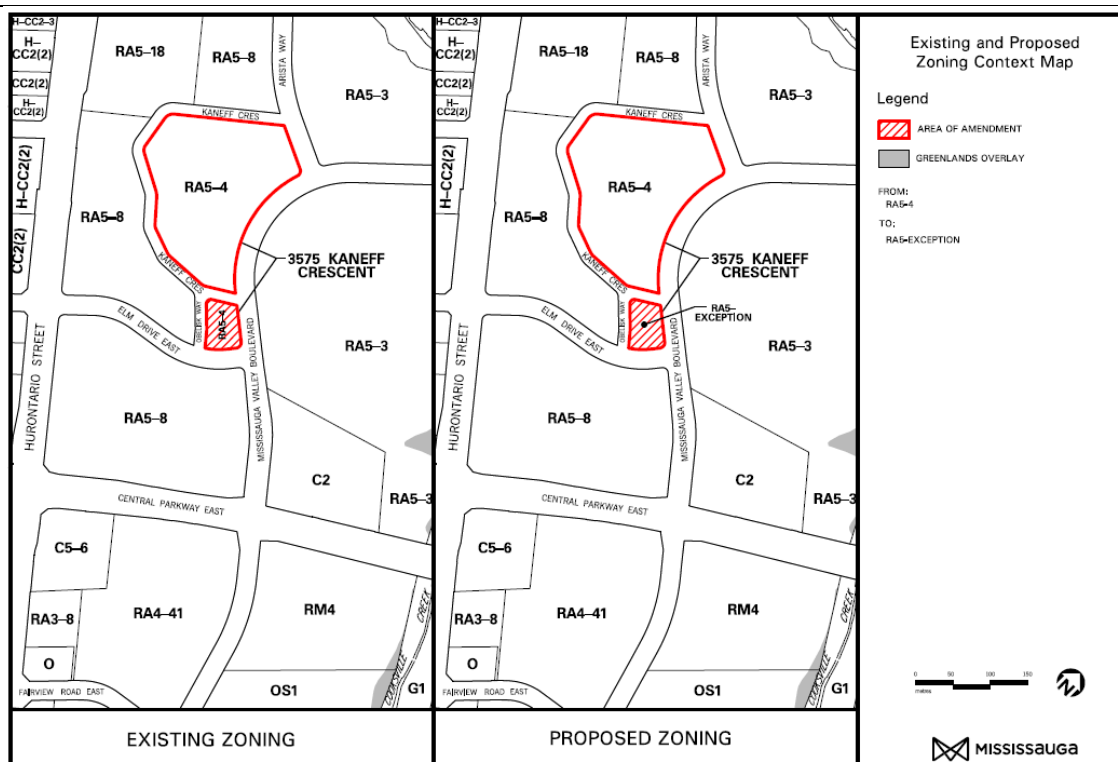 H-CC2-3
H-
CC2(2)
CC2(2)
H-
CC2(2)
H-CC2(2)
CC2(2)
RA5-18
RA5-8
ARISTA WAY
RA5-3
KANEFF CRES
RA5-4
RA5-8
3575 KANEFF
CRESCENT
KANEFF CRES
OBELISK WAY
RA5-4
ELM DRIVE EAST
HURONTARIO STREET
MISSISSAUGA VALLEY BOULEVARD
RA5-3
RA5-8
C2
RA5-3
CENTRAL PARKWAY EAST
C5-6
RA3-8
RA4-41
RM4
O
FAIRVIEW ROAD EAST
OS1
COOKSVILLE CREEK
G1
EXISTING ZONING
H-CC2-3
H-
CC2(2)
CC2(2)
H-
CC2(2)
H-CC2(2)
CC2(2)
RA5-18
RA5-8
ARISTA WAY
RA5-3
KANEFF CRES
RA5-4
RA5-8
3575 KANEFF
CRESCENT
KANEFF CRES
OBELISK WAY
RA5-
EXCEPTION
ELM DRIVE EAST
HURONTARIO STREET
MISSISSAUGA VALLEY BOULEVARD
RA5-3
RA5-8
C2
RA5-3
CENTRAL PARKWAY EAST
C5-6
RA3-8
RA4-41
RM4
O
FAIRVIEW ROAD EAST
OS1
COOKSVILLE CREEK
G1
PROPOSED ZONING
Existing and Proposed
Zoning Context Map
Legend
AREA OF AMENDMENT
GREENLANDS OVERLAY
FROM:
RA5-4
TO:
RA5-EXCEPTION
0 50 100 150
metres
Z
MISSISSAUGA